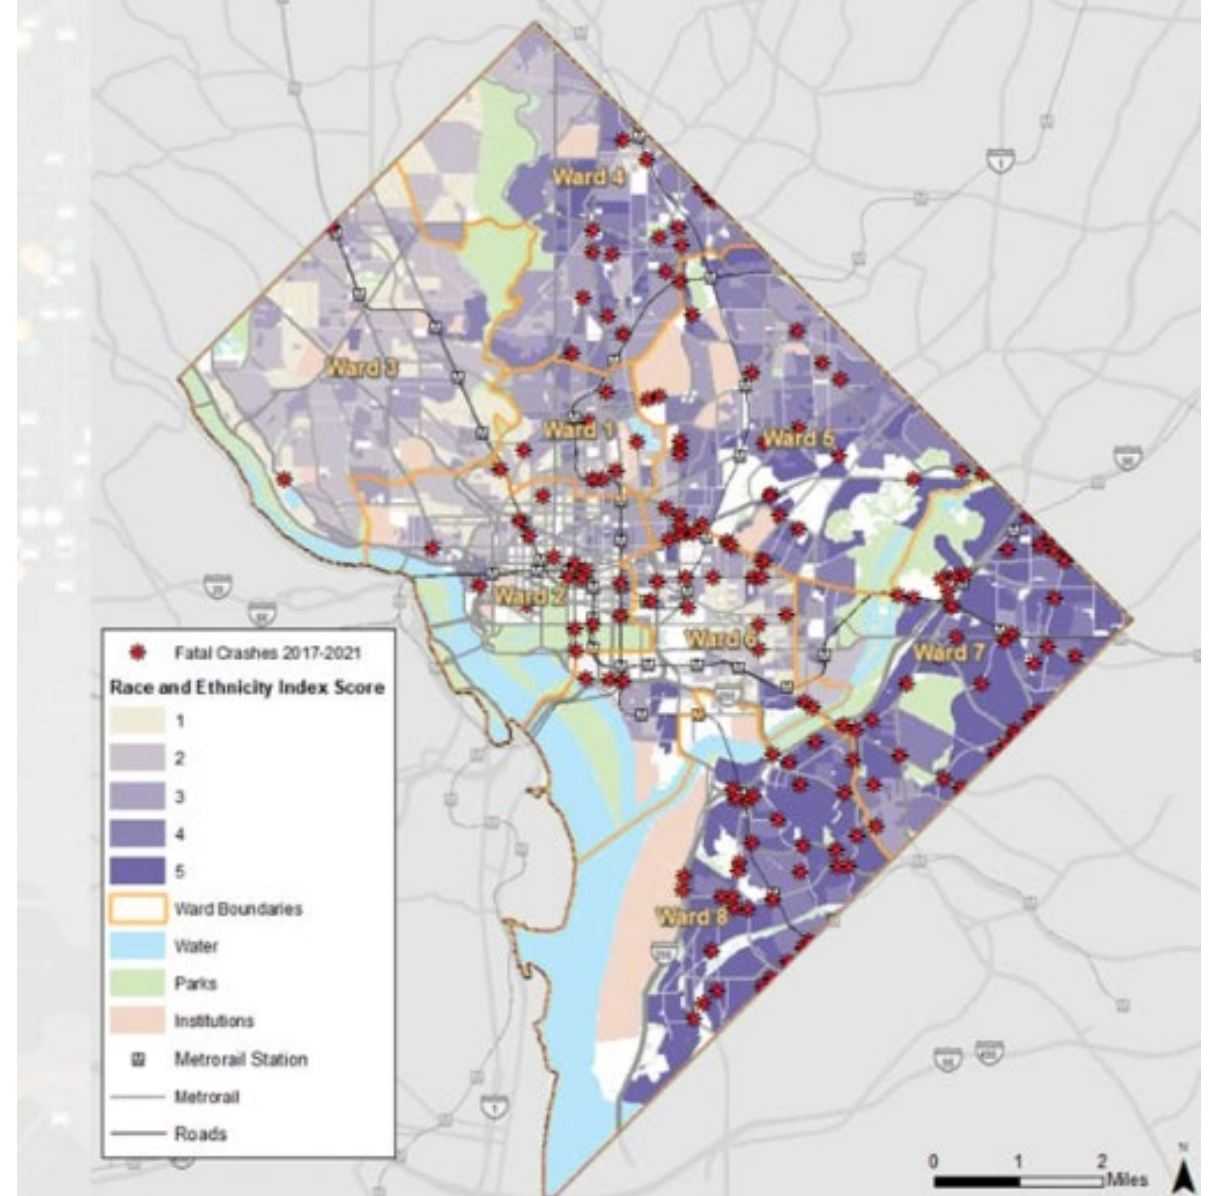 Ward 4
Ward 3
Ward 1
Ward 5
Ward 2
Ward 6
Ward 7
Ward 8
1
1
Fatal Crashes 2017-2021
Race and Ethnicity Index Score
1
2
3
4
5
Ward Boundaries
Water
Parks
Institutions
Metrorail Station
Metrorail
Roads
N
0 1 2
Miles